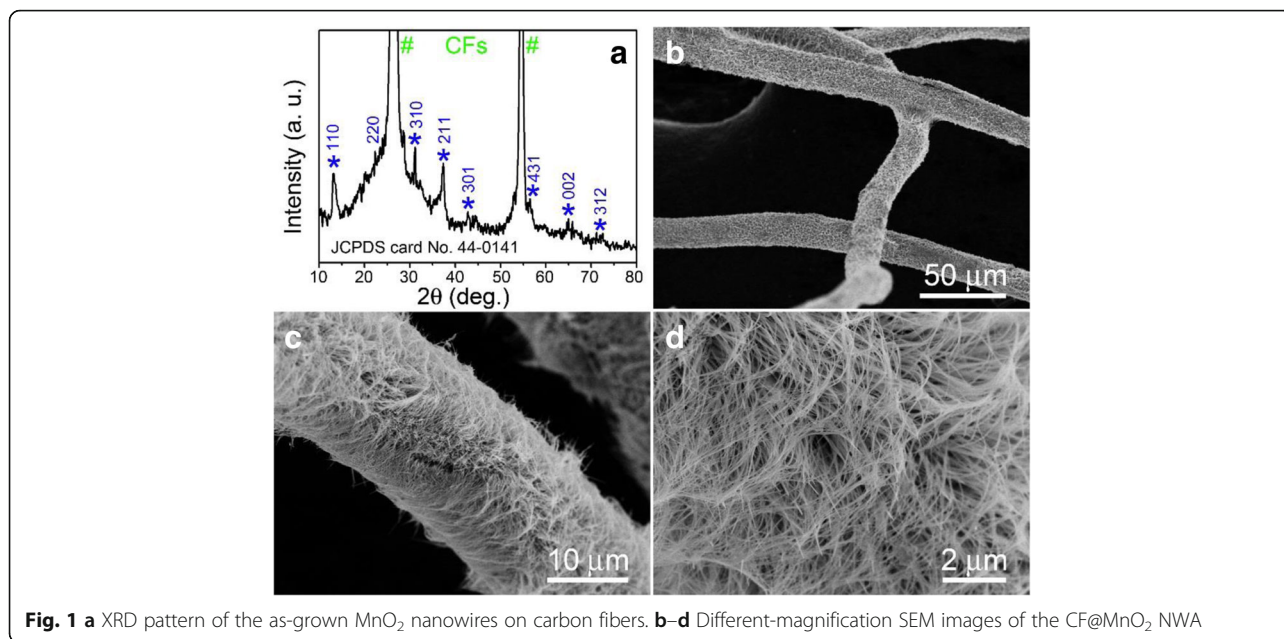 a
# CFs #
*110
220
*310
*211
*301
*431
*002
*312
Intensity (a. u.)
JCPDS card No. 44-0141
10 20 30 40 50 60 70 80
2θ (deg.)
b
50 μm
c
10 μm
d
2 μm
Fig. 1 a XRD pattern of the as-grown MnO₂ nanowires on carbon fibers. b–d Different-magnification SEM images of the CF@MnO₂ NWA